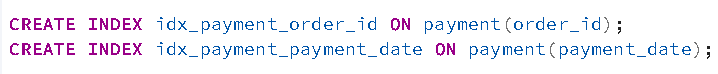 CREATE INDEX idx_payment_order_id ON payment(order_id);
CREATE INDEX idx_payment_payment_date ON payment(payment_date);